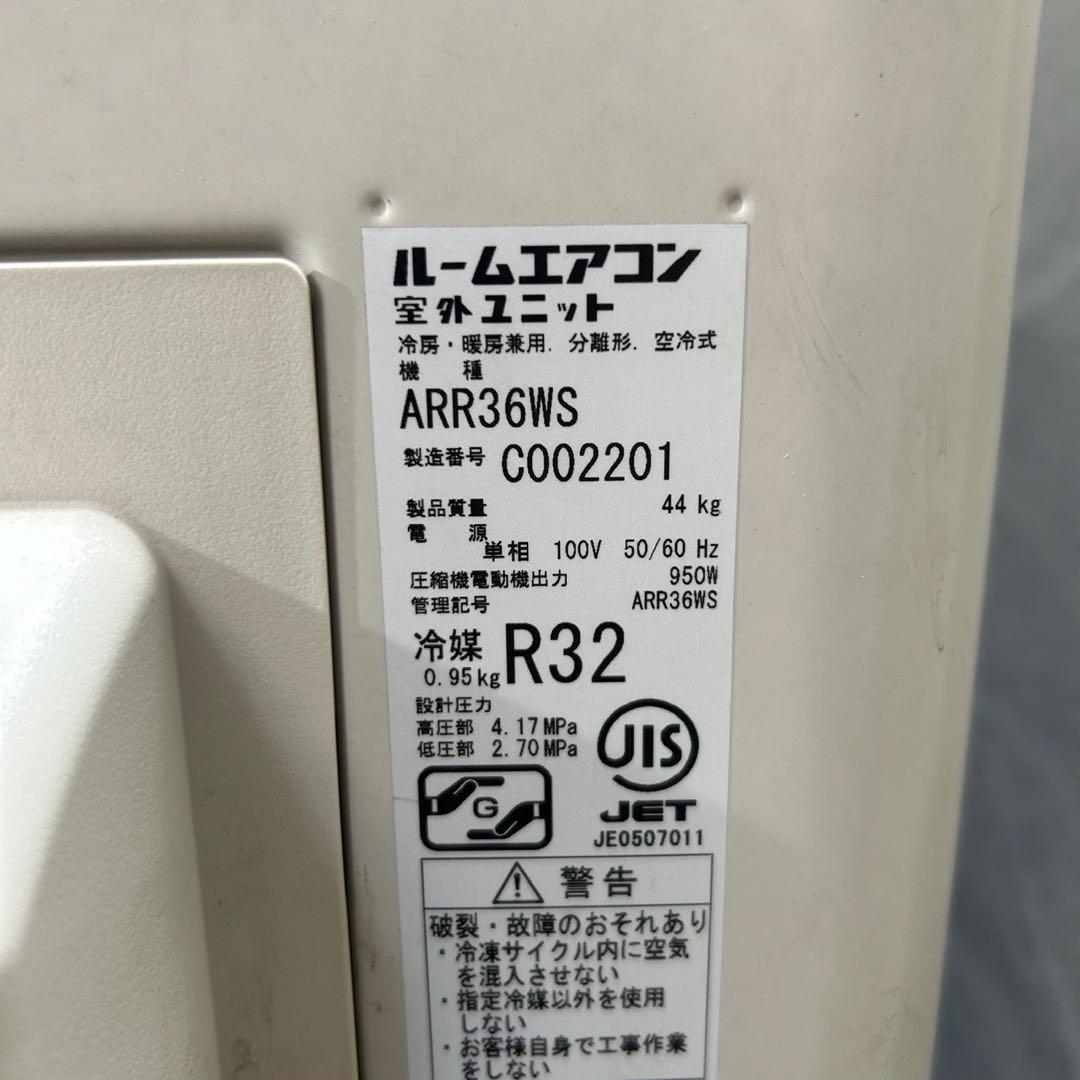 ルームエアコン
室外ユニット
冷房・暖房兼用．分離形．空冷式
機　種
ARR36WS
製造番号 C002201
製品質量 44 kg
電　源
単相 100V 50/60 Hz
圧縮機電動機出力 950W
管理記号 ARR36WS
冷媒 R32
0.95kg
設計圧力
高圧部 4.17MPa
低圧部 2.70MPa
JIS
G
JET
JE0507011
警告
破裂・故障のおそれあり
・冷凍サイクル内に空気
を混入させない
・指定冷媒以外を使用
しない
・お客様自身で工事作業
をしない